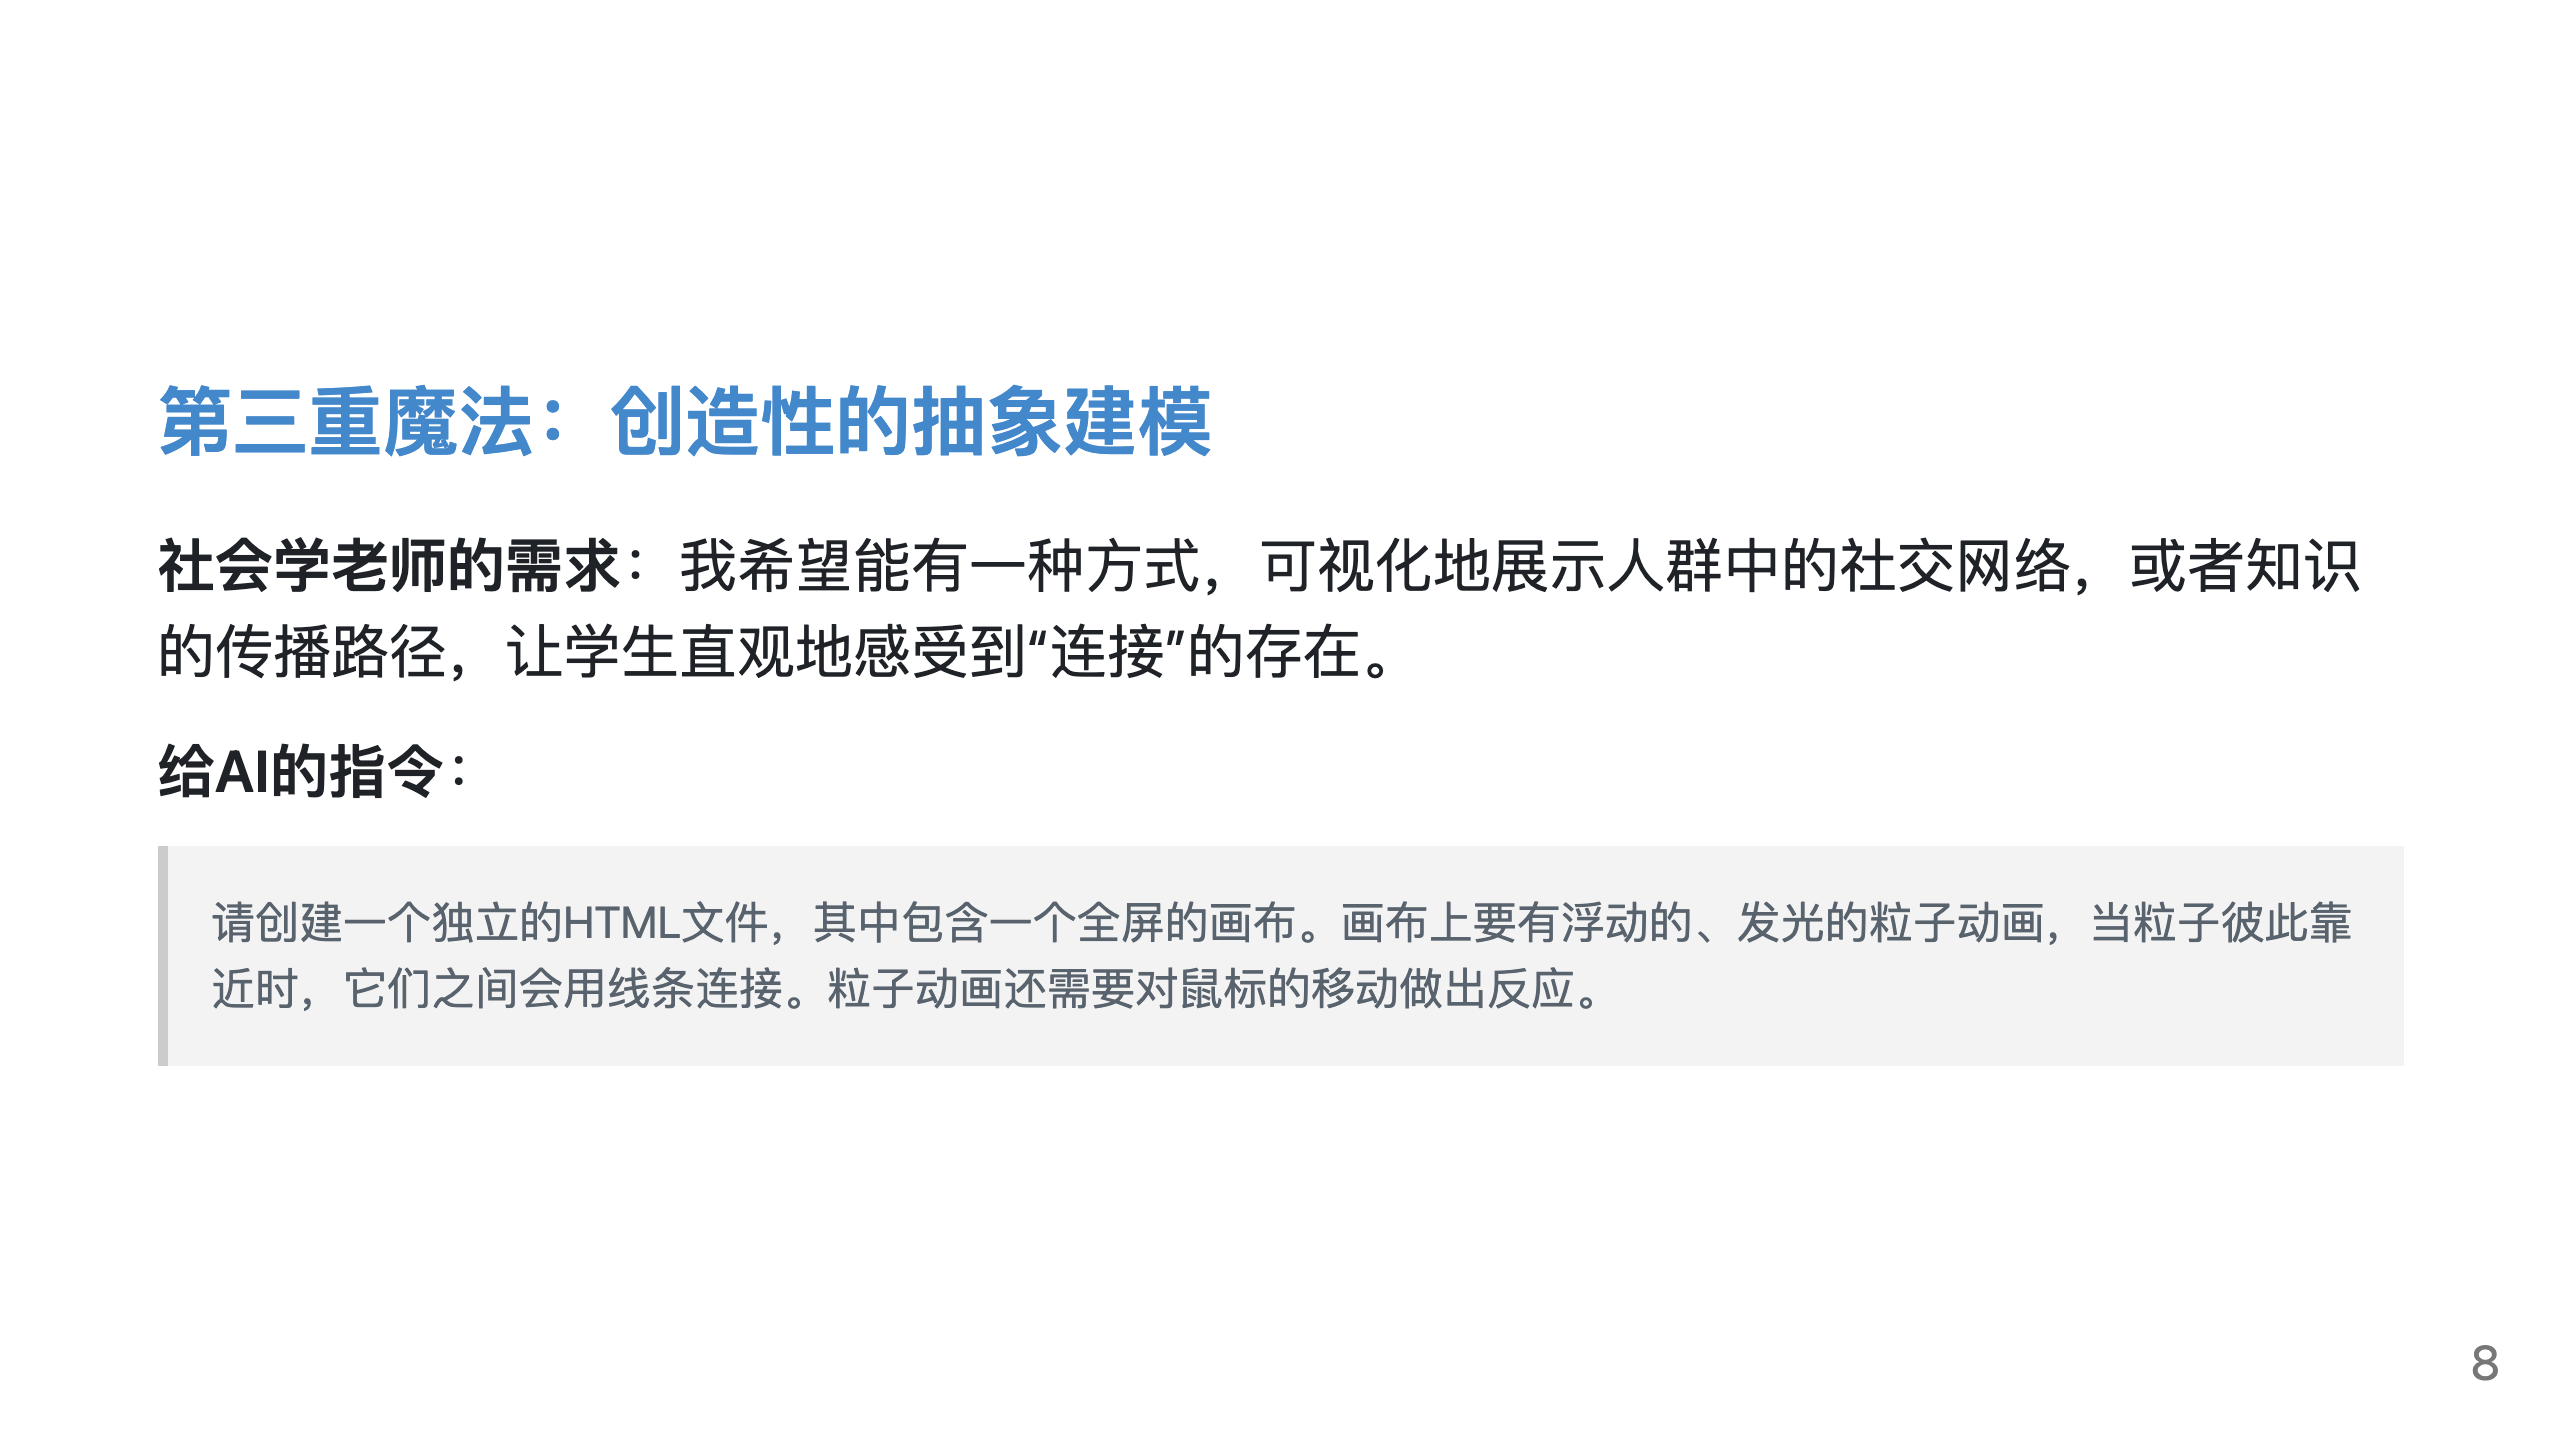 第三重魔法：创造性的抽象建模
社会学老师的需求：我希望能有一种方式，可视化地展示人群中的社交网络，或者知识
的传播路径，让学生直观地感受到“连接”的存在。
给AI的指令：
请创建一个独立的HTML文件，其中包含一个全屏的画布。画布上要有浮动的、发光的粒子动画，当粒子彼此靠
近时，它们之间会用线条连接。粒子动画还需要对鼠标的移动做出反应。
8